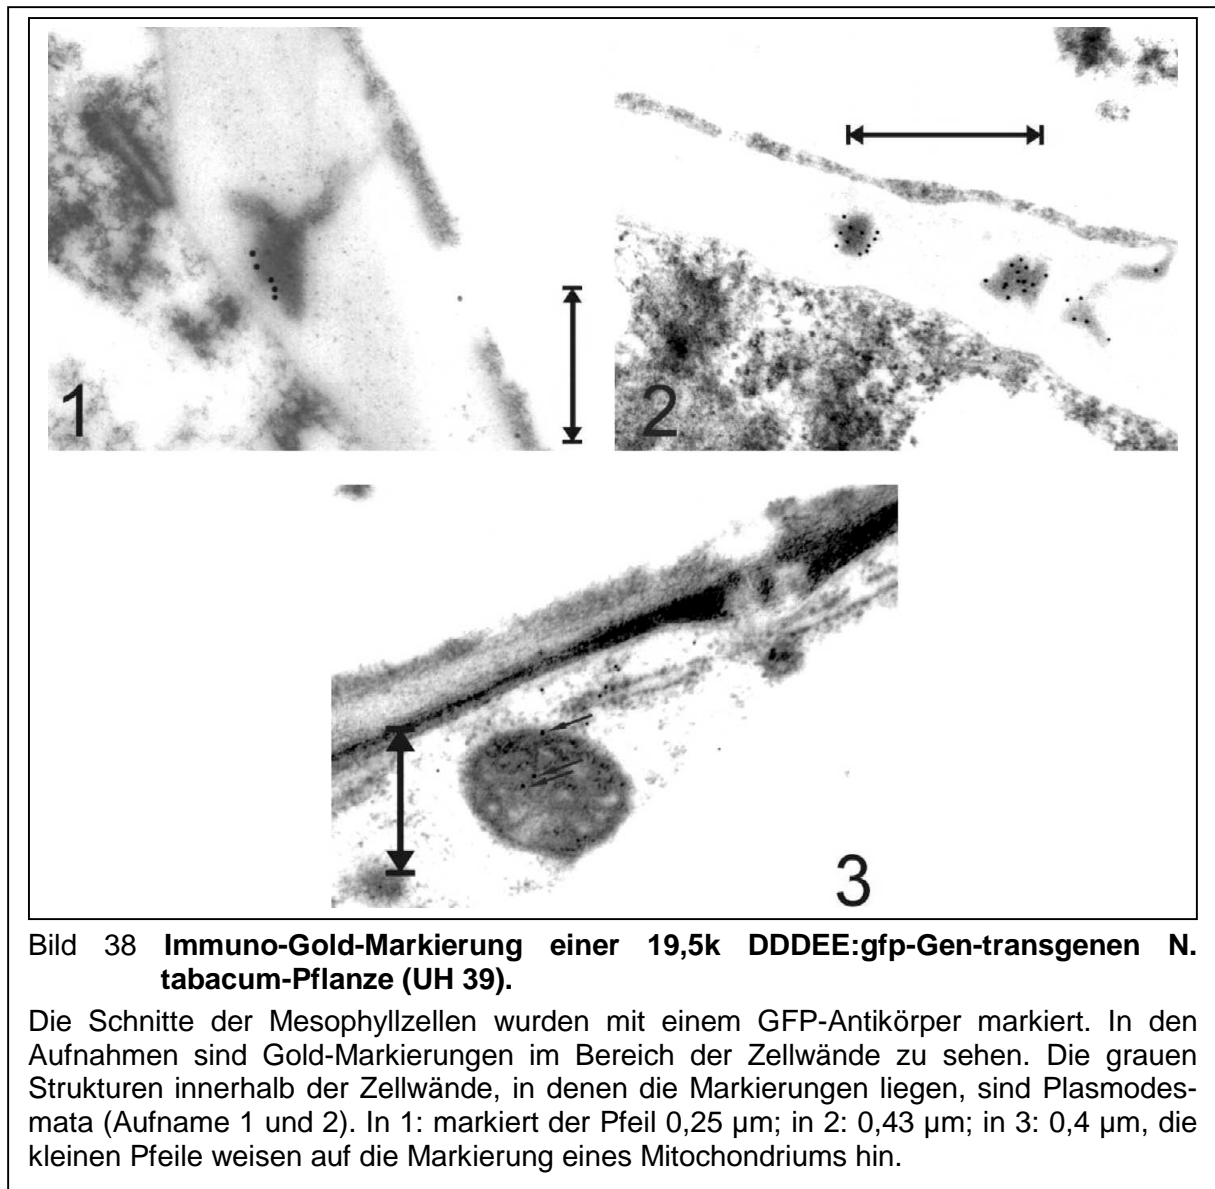 1
2
3
Bild 38 Immuno-Gold-Markierung einer 19,5k DDDEE:gfp-Gen-transgenen N.
tabacum-Pflanze (UH 39).
Die Schnitte der Mesophyllzellen wurden mit einem GFP-Antikörper markiert. In den
Aufnahmen sind Gold-Markierungen im Bereich der Zellwände zu sehen. Die grauen
Strukturen innerhalb der Zellwände, in denen die Markierungen liegen, sind Plasmodes-
mata (Aufname 1 und 2). In 1: markiert der Pfeil 0,25 µm; in 2: 0,43 µm; in 3: 0,4 µm, die
kleinen Pfeile weisen auf die Markierung eines Mitochondriums hin.